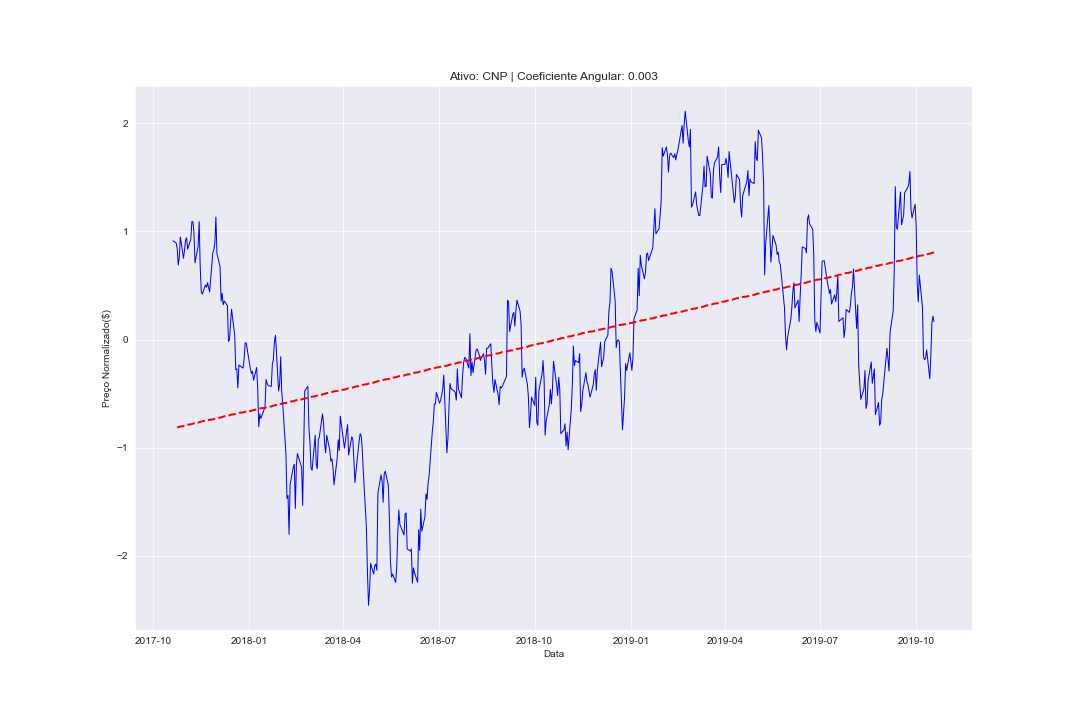 Ativo: CNP | Coeficiente Angular: 0.003
Preço Normalizado($)
2
1
0
−1
−2
2017-10 2018-01 2018-04 2018-07 2018-10 2019-01 2019-04 2019-07 2019-10
Data